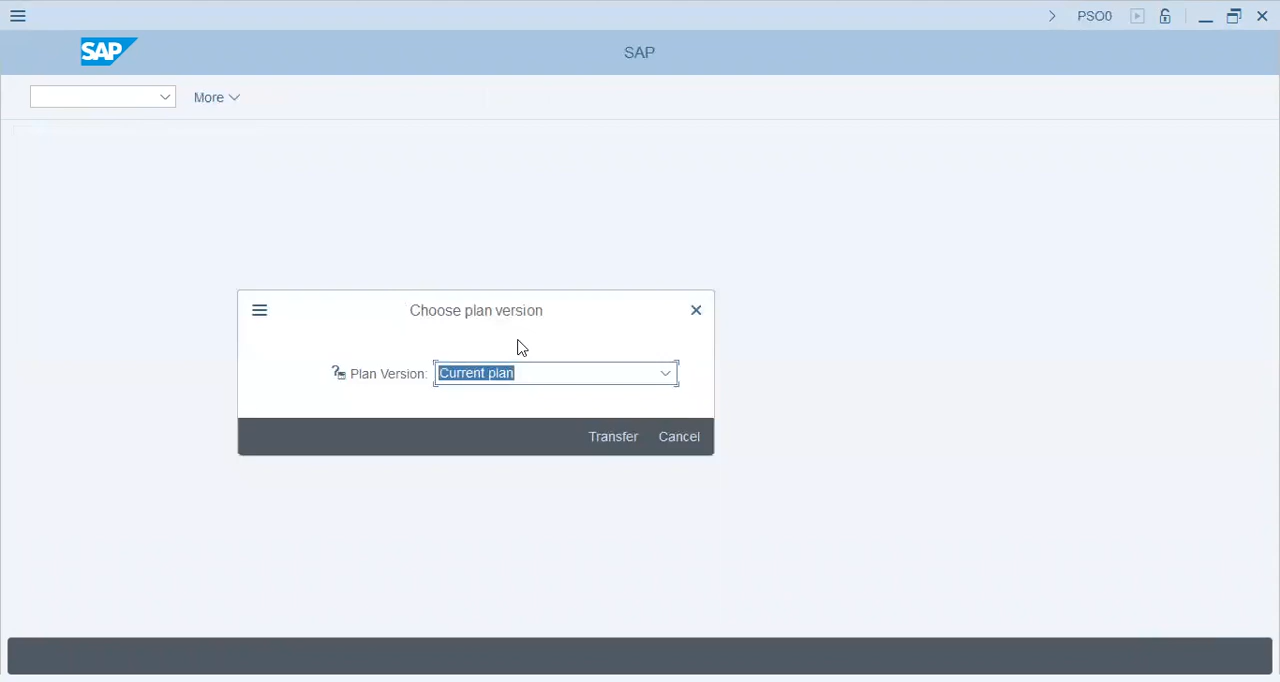 PSO0
SAP
SAP
More
Choose plan version
Plan Version: Current plan
Transfer Cancel